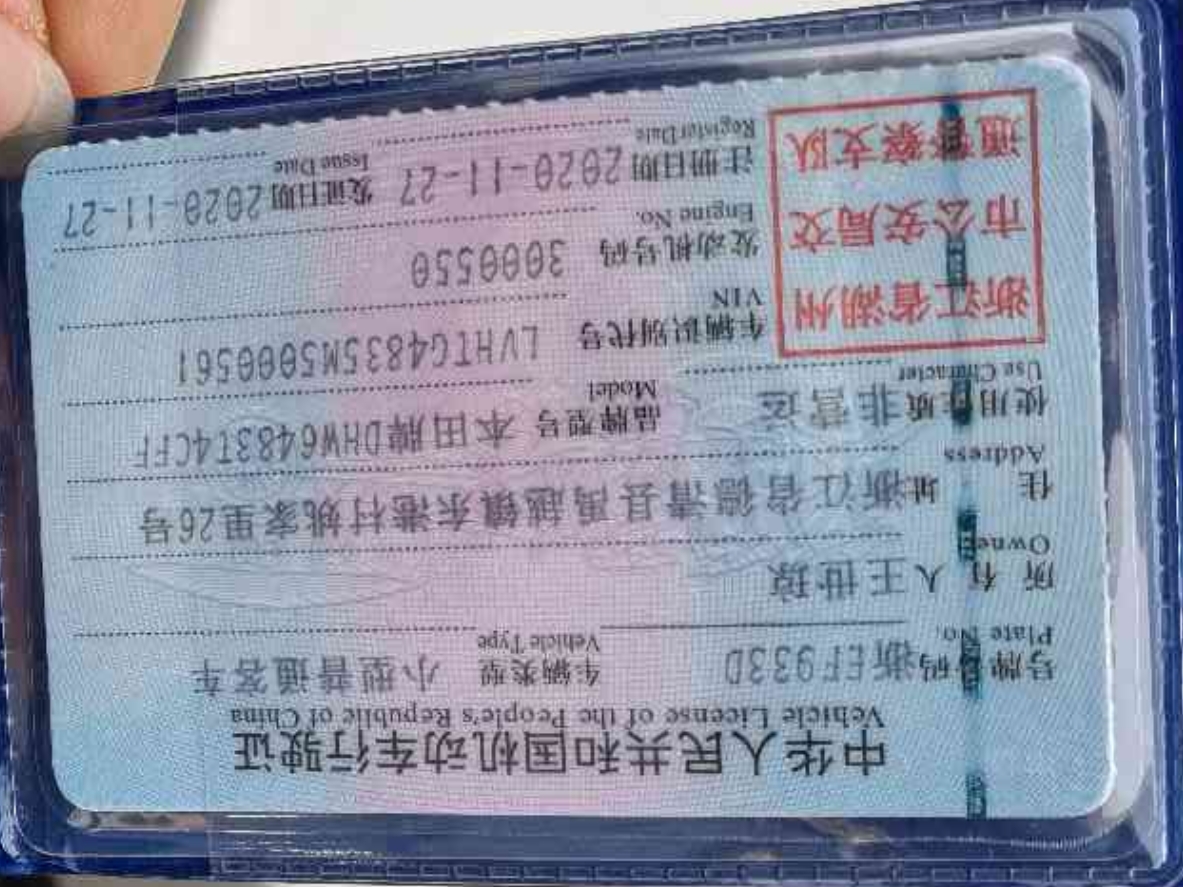 中华人民共和国机动车行驶证
Vehicle License of the People's Republic of China
号牌号码 浙EF933D 车辆类型 小型普通客车
Plate No. Vehicle Type
所有人 王世琼
Owner
住址 浙江省德清县禹越镇东港村姚家里26号
Address
使用性质 非营运 品牌型号 本田牌DHW6483T4CFF
Use Character Model
浙江省湖州
市公安局交
通警察支队
车辆识别代号 LVHTG4835M5000561
VIN
发动机号码 3000550
Engine No.
注册日期 2020-11-27 发证日期 2020-11-27
Register Date Issue Date